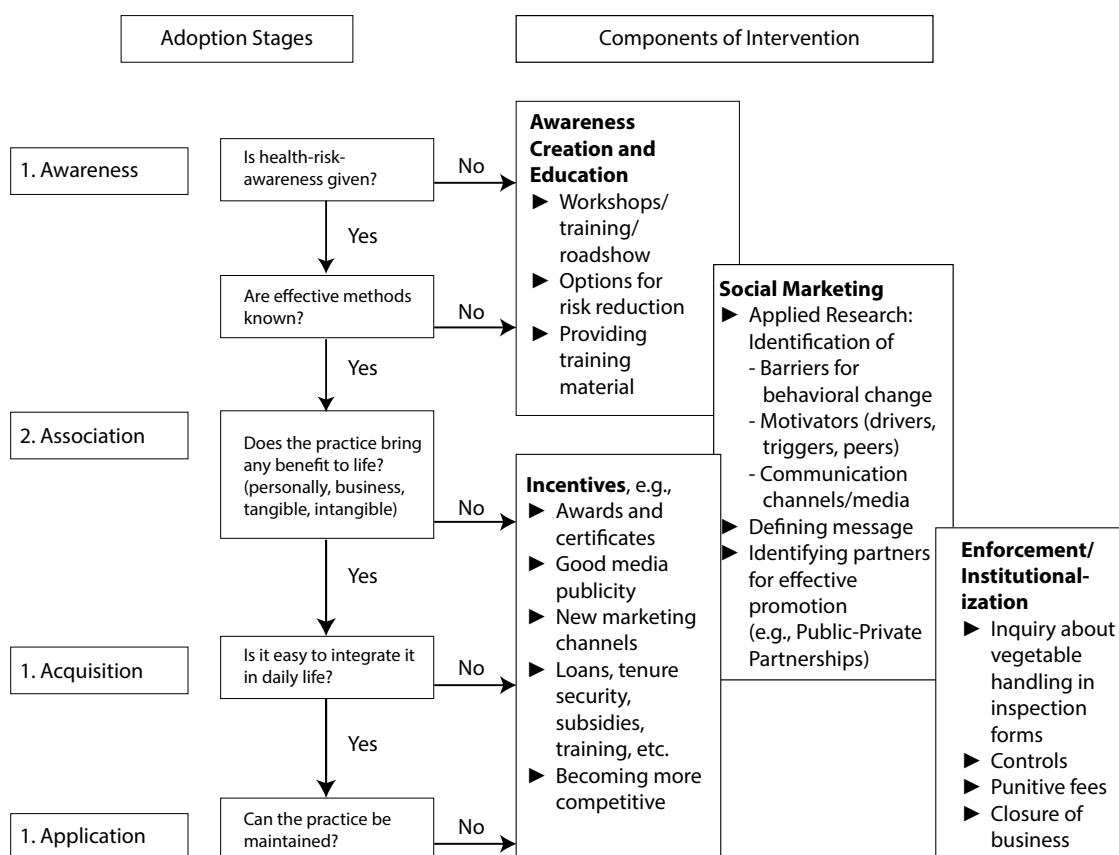 Adoption Stages
Components of Intervention
1. Awareness
Is health-risk-
awareness given?
No
Yes
Are effective methods
known?
No
Yes
Awareness
Creation and
Education
► Workshops/
training/
roadshow
► Options for
risk reduction
► Providing
training
material
Social Marketing
► Applied Research:
Identification of
- Barriers for
behavioral change
- Motivators (drivers,
triggers, peers)
- Communication
channels/media
► Defining message
► Identifying partners
for effective
promotion
(e.g., Public-Private
Partnerships)
2. Association
Does the practice bring
any benefit to life?
(personally, business,
tangible, intangible)
No
Yes
Incentives, e.g.,
► Awards and
certificates
► Good media
publicity
► New marketing
channels
► Loans, tenure
security,
subsidies,
training, etc.
► Becoming more
competitive
Enforcement/
Institutional-
ization
► Inquiry about
vegetable
handling in
inspection
forms
► Controls
► Punitive fees
► Closure of
business
1. Acquisition
Is it easy to integrate it
in daily life?
No
Yes
1. Application
Can the practice be
maintained?
No